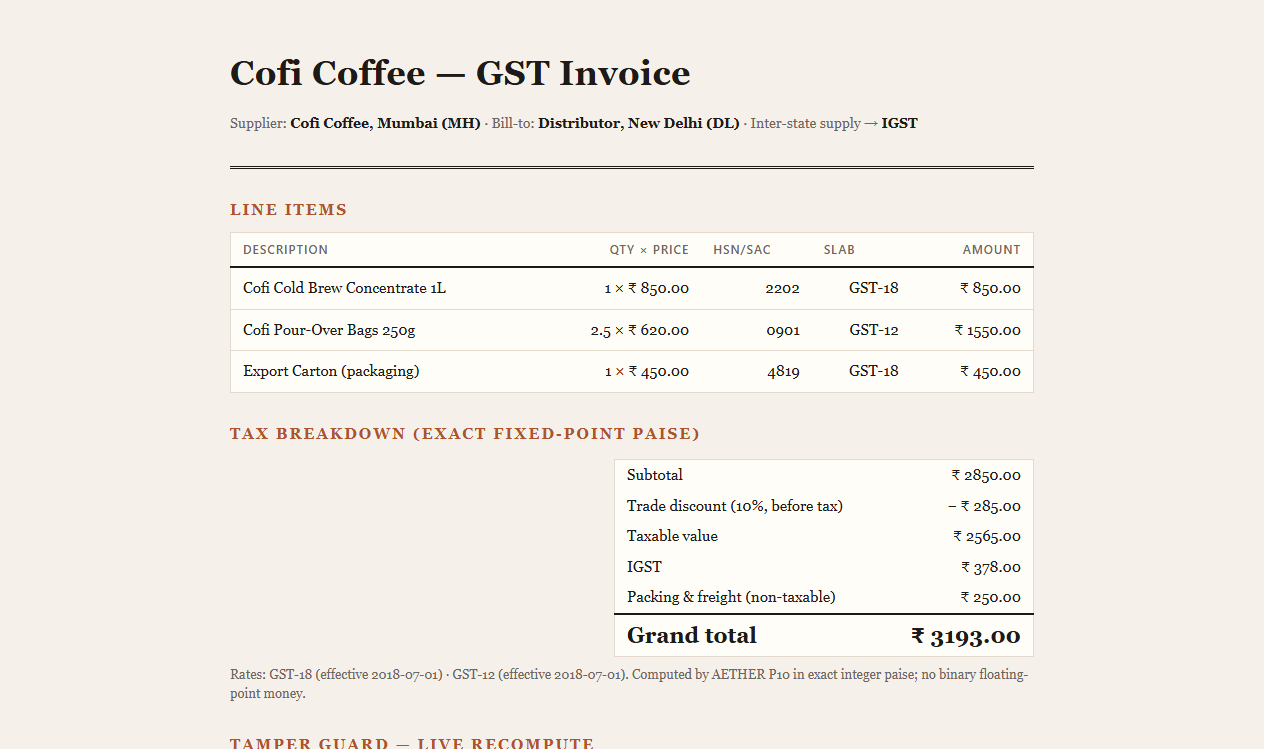 Cofi Coffee — GST Invoice
Supplier: Cofi Coffee, Mumbai (MH) · Bill-to: Distributor, New Delhi (DL) · Inter-state supply → IGST
LINE ITEMS
DESCRIPTION QTY × PRICE HSN/SAC SLAB AMOUNT
Cofi Cold Brew Concentrate 1L 1 × ₹ 850.00 2202 GST-18 ₹ 850.00
Cofi Pour-Over Bags 250g 2.5 × ₹ 620.00 0901 GST-12 ₹ 1550.00
Export Carton (packaging) 1 × ₹ 450.00 4819 GST-18 ₹ 450.00
TAX BREAKDOWN (EXACT FIXED-POINT PAISE)
Subtotal ₹ 2850.00
Trade discount (10%, before tax) − ₹ 285.00
Taxable value ₹ 2565.00
IGST ₹ 378.00
Packing & freight (non-taxable) ₹ 250.00
Grand total ₹ 3193.00
Rates: GST-18 (effective 2018-07-01) · GST-12 (effective 2018-07-01). Computed by AETHER P10 in exact integer paise; no binary floating-
point money.
TAMPER GUARD — LIVE RECOMPUTE